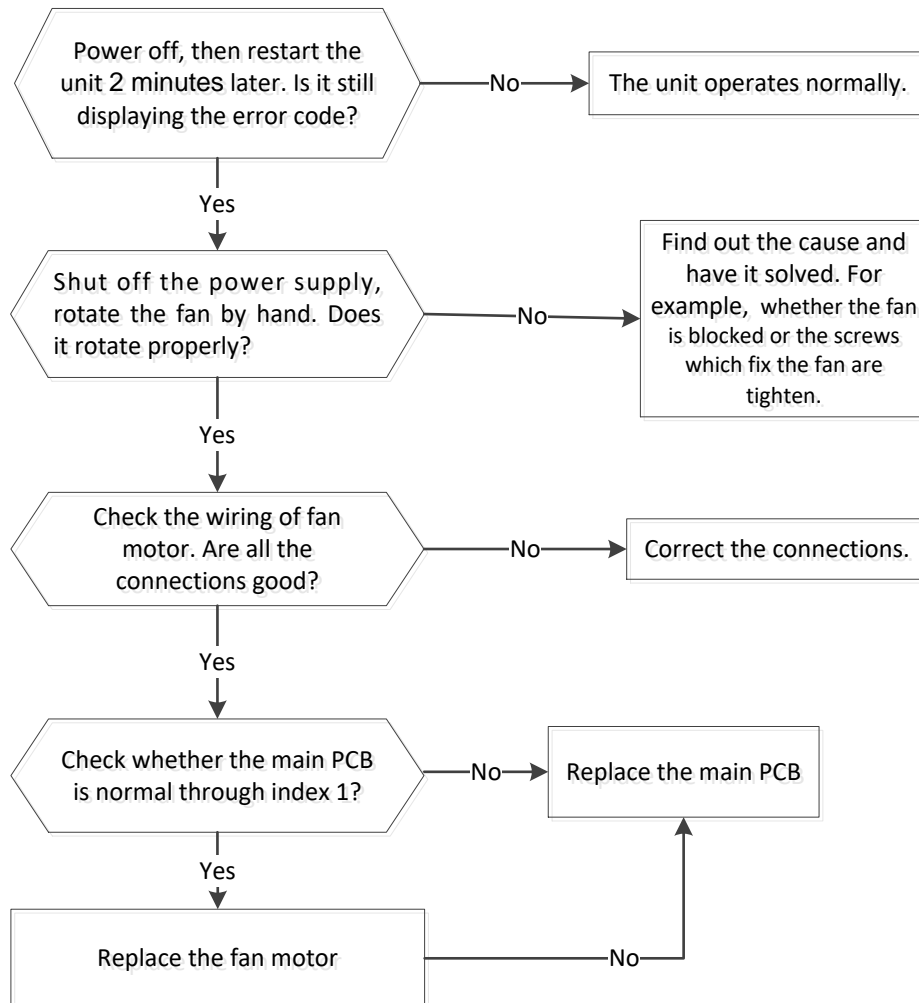 Power off, then restart the
unit 2 minutes later. Is it still
displaying the error code?
No
The unit operates normally.
Yes
Shut off the power supply,
rotate the fan by hand. Does
it rotate properly?
No
Find out the cause and
have it solved. For
example, whether the fan
is blocked or the screws
which fix the fan are
tighten.
Yes
Check the wiring of fan
motor. Are all the
connections good?
No
Correct the connections.
Yes
Check whether the main PCB
is normal through index 1?
No
Replace the main PCB
Yes
Replace the fan motor
No